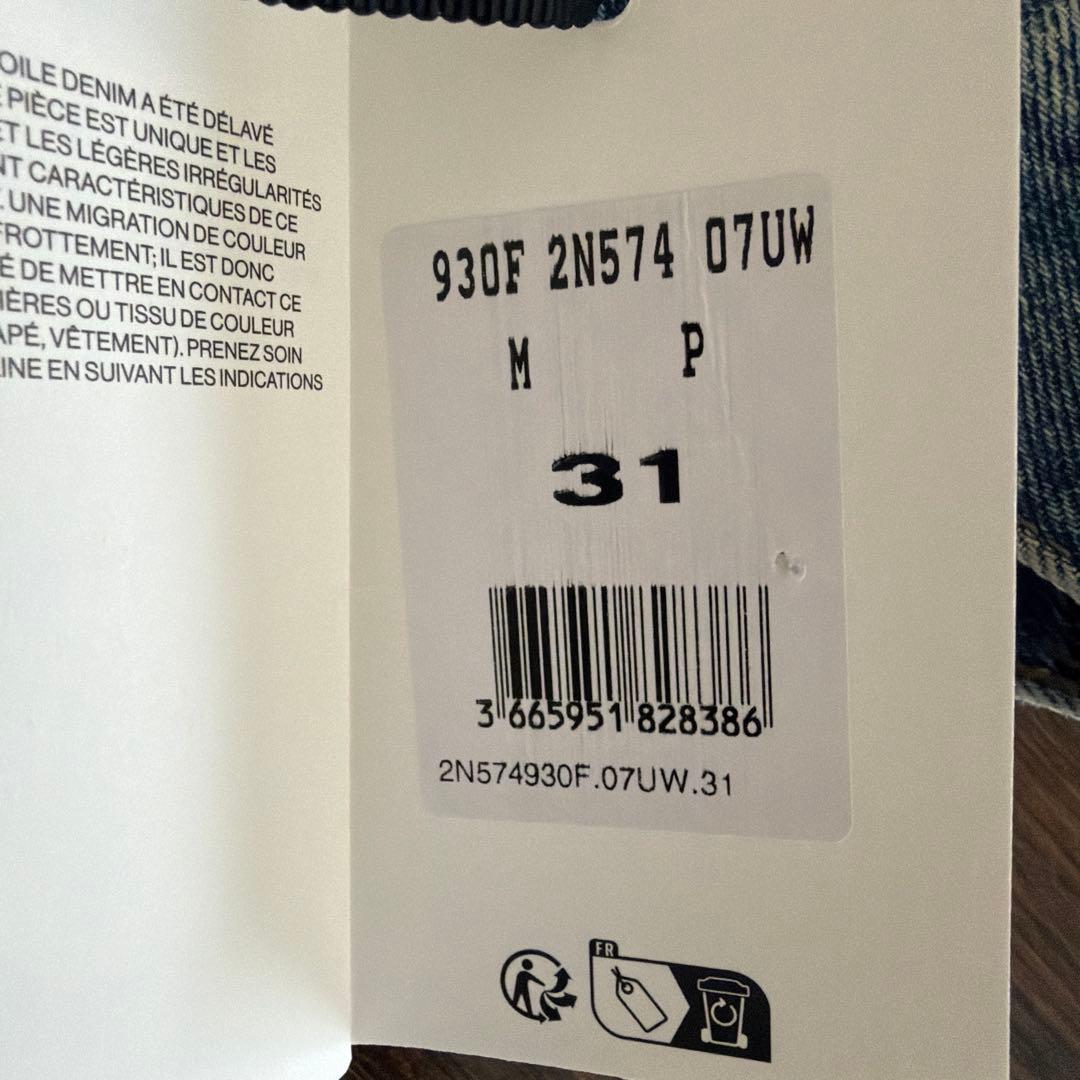 OILE DENIM A ÉTÉ DÉLAVÉ
PIÈCE EST UNIQUE ET LES
ET LES LÉGÈRES IRRÉGULARITÉS
NT CARACTÉRISTIQUES DE CE
. UNE MIGRATION DE COULEUR
FROTTEMENT; IL EST DONC
É DE METTRE EN CONTACT CE
IÈRES OU TISSU DE COULEUR
APÉ, VÊTEMENT). PRENEZ SOIN
INE EN SUIVANT LES INDICATIONS
930F 2N574 07UW
M P
31
3 665951 828386
2N574930F.07UW.31
FR